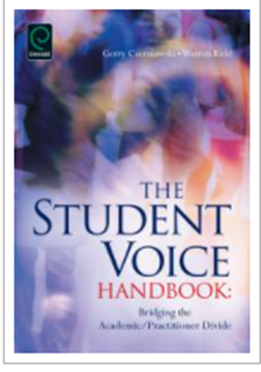 Gerry Czerniawski • Warren Kidd
THE
STUDENT
VOICE
HANDBOOK:
Bridging the
Academic/Practitioner Divide